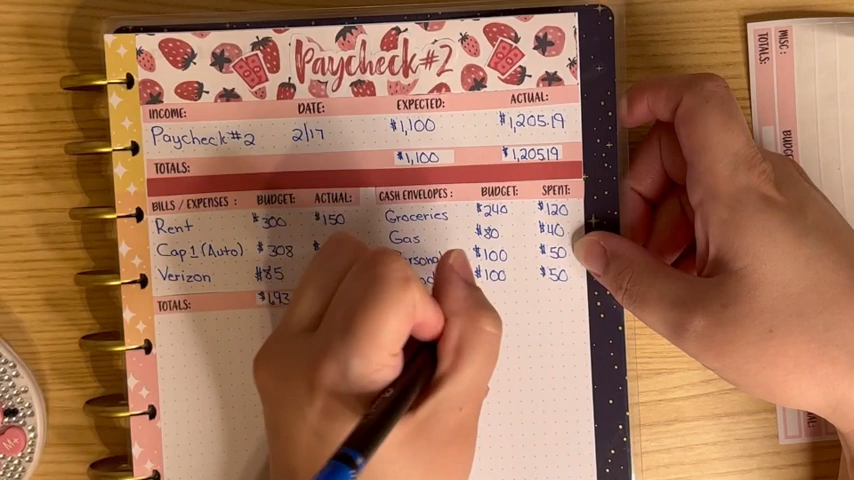 Paycheck #2
INCOME: DATE: EXPECTED: ACTUAL:
Paycheck #2 2/17 $1,100 $1,205.19
TOTALS: $1,100 $1,205.19
BILLS / EXPENSES: BUDGET: ACTUAL: CASH ENVELOPES: BUDGET: SPENT:
Rent $300 $150 Groceries $240 $120
Cap 1 (Auto) $308 $ Gas $80 $40
Verizon $85 $100 $50
$100 $50
TOTALS: $693
MISC:
TOTALS:
M+